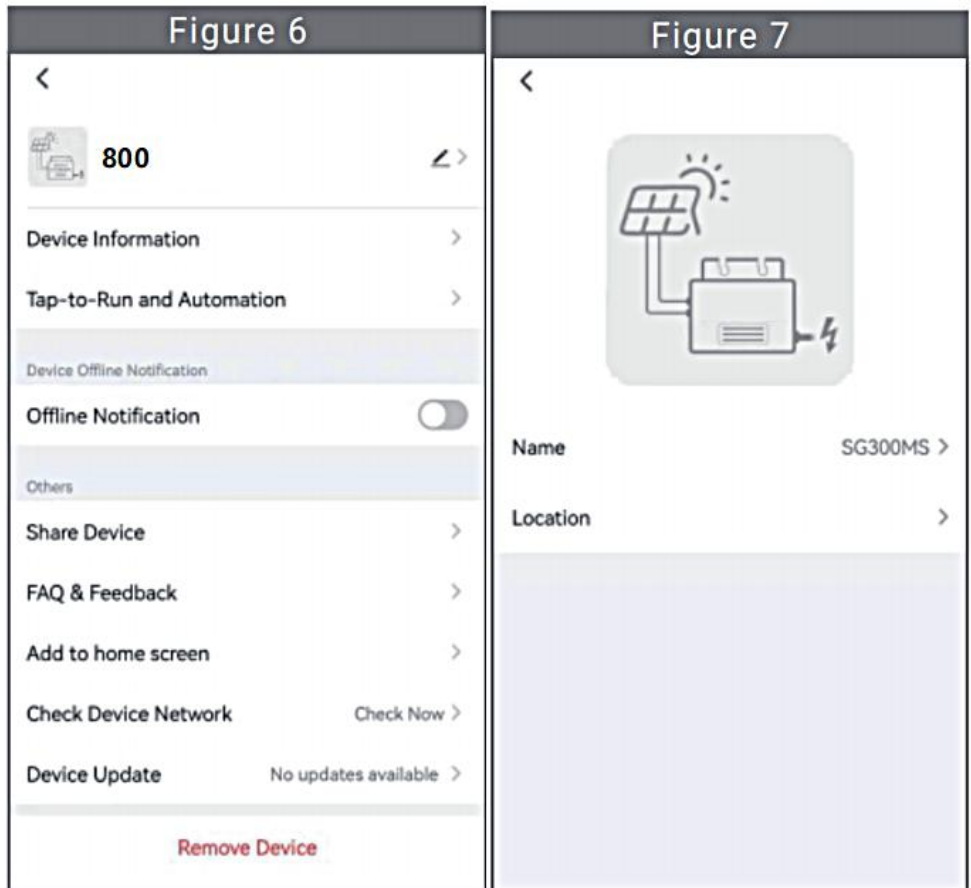 Figure 6
800
Device Information
Tap-to-Run and Automation
Device Offline Notification
Offline Notification
Others
Share Device
FAQ & Feedback
Add to home screen
Check Device Network Check Now
Device Update No updates available
Remove Device
Figure 7
Name SG300MS
Location